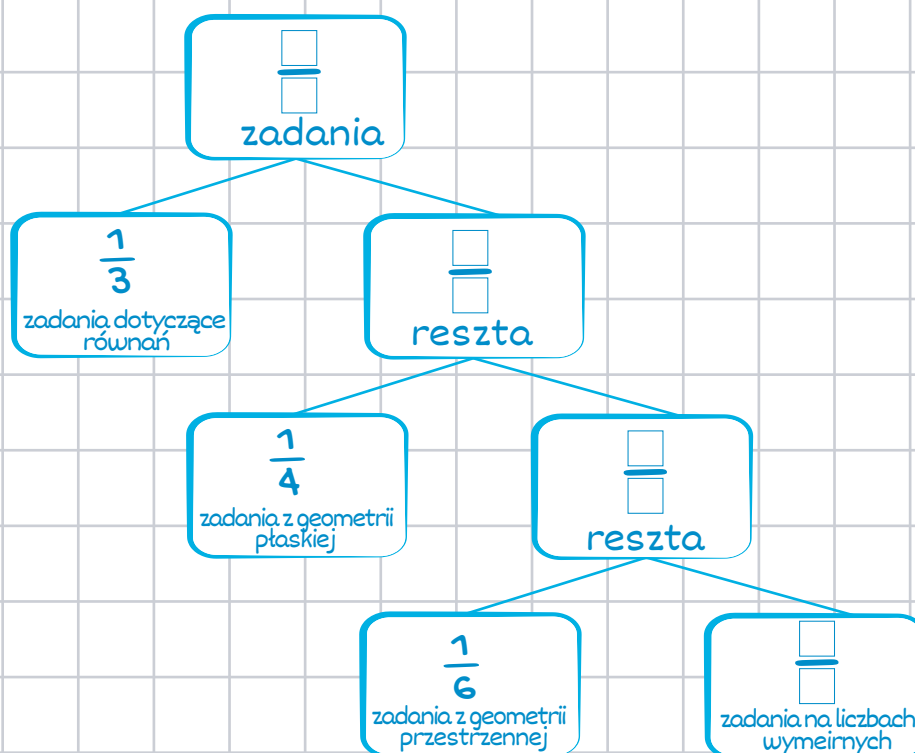 zadania
1
3
zadania dotyczące
równań
reszta
1
4
zadania z geometrii
płaskiej
reszta
1
6
zadania z geometrii
przestrzennej
zadania na liczbach
wymeirnych